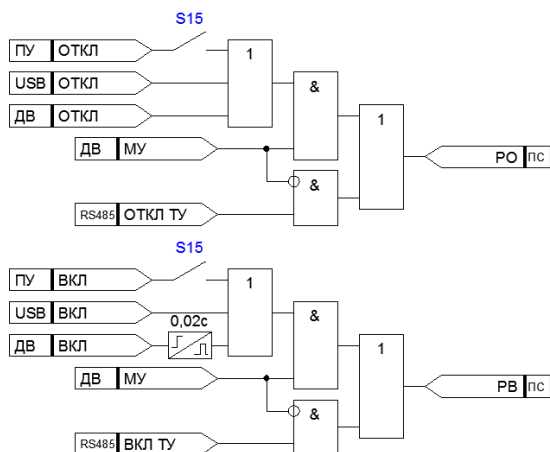 S15
ПУ ОТКЛ
1
USB ОТКЛ
&
ДВ ОТКЛ
1
ДВ МУ
РО ПС
&
RS485 ОТКЛ ТУ
S15
ПУ ВКЛ
1
USB ВКЛ
&
0,02с
ДВ ВКЛ
1
ДВ МУ
РВ ПС
&
RS485 ВКЛ ТУ